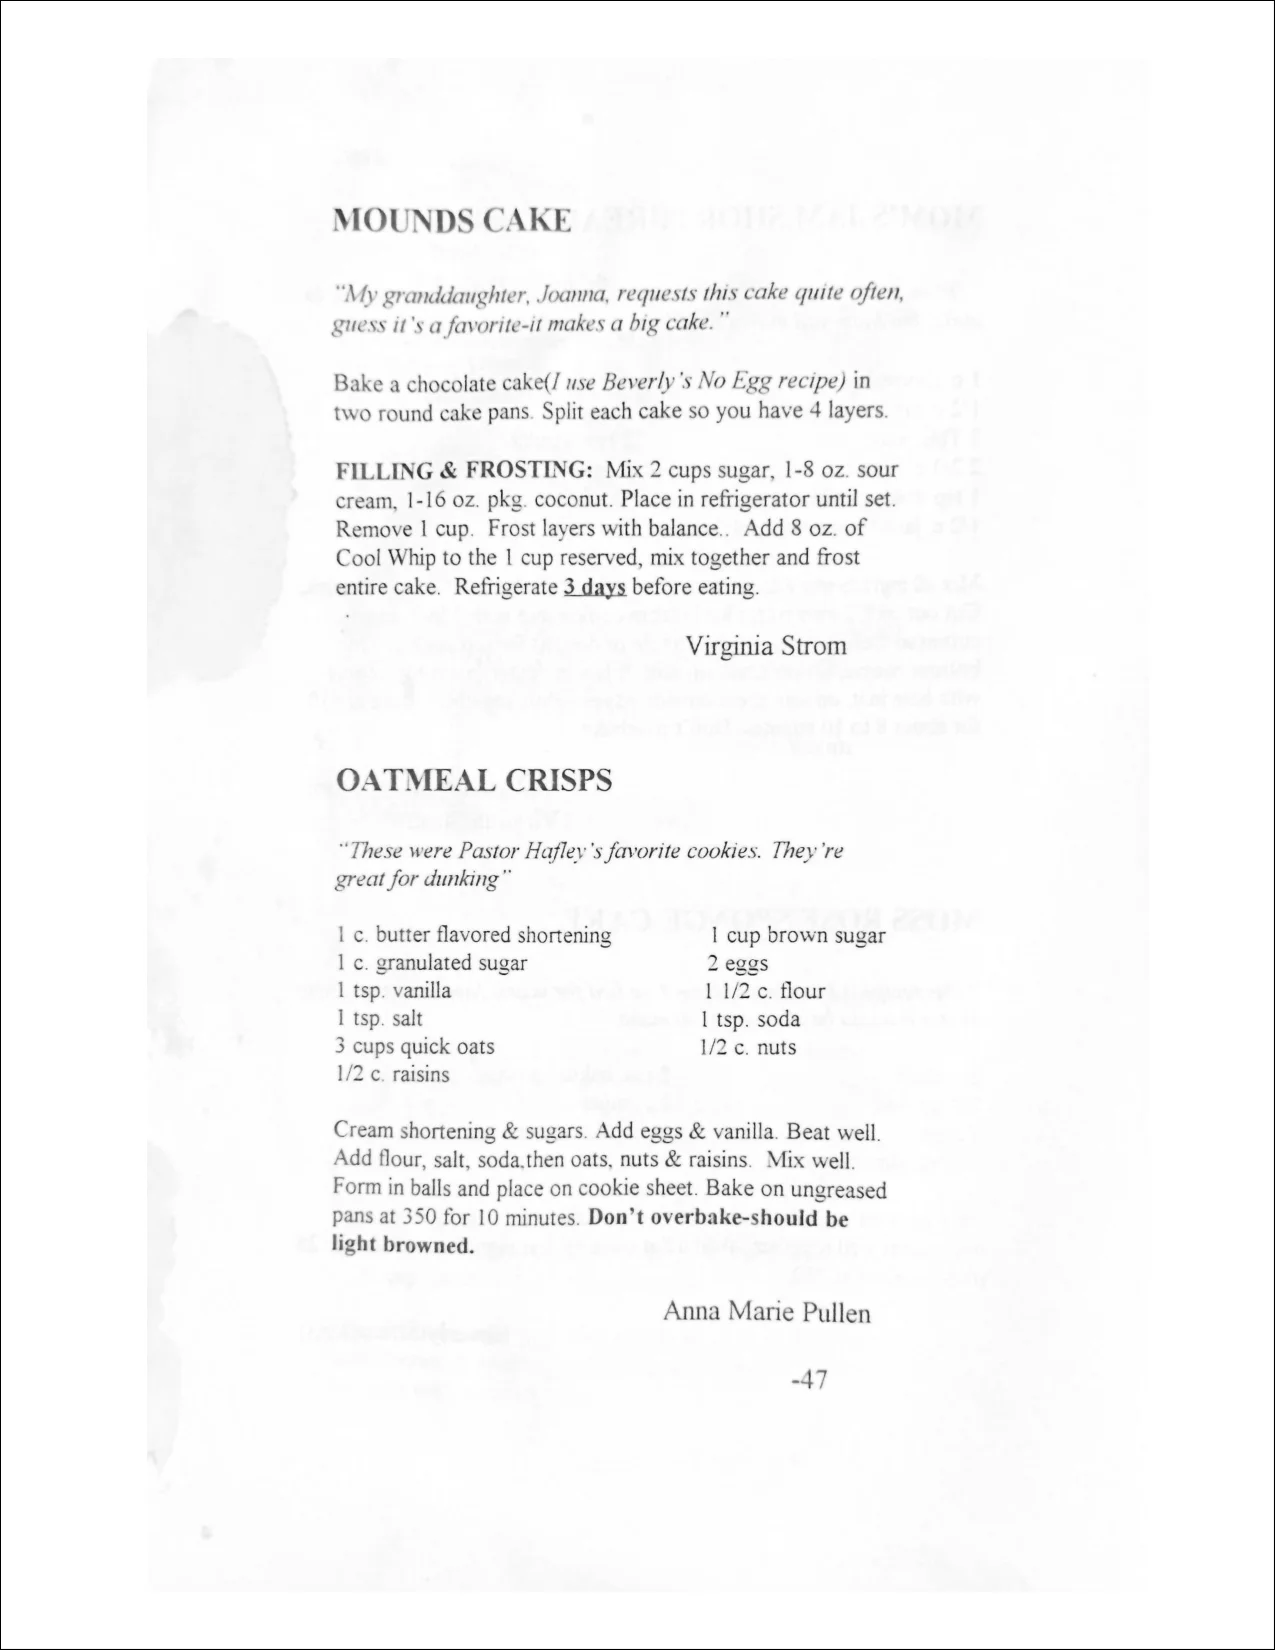 MOUNDS CAKE
"My granddaughter, Joanna, requests this cake quite often,
guess it's a favorite-it makes a big cake."
Bake a chocolate cake(I use Beverly's No Egg recipe) in
two round cake pans. Split each cake so you have 4 layers.
FILLING & FROSTING: Mix 2 cups sugar, 1-8 oz. sour
cream, 1-16 oz. pkg. coconut. Place in refrigerator until set.
Remove 1 cup. Frost layers with balance.. Add 8 oz. of
Cool Whip to the 1 cup reserved, mix together and frost
entire cake. Refrigerate 3 days before eating.
Virginia Strom
OATMEAL CRISPS
"These were Pastor Hafley's favorite cookies. They're
great for dunking"
1 c. butter flavored shortening 1 cup brown sugar
1 c. granulated sugar 2 eggs
1 tsp. vanilla 1 1/2 c. flour
1 tsp. salt 1 tsp. soda
3 cups quick oats 1/2 c. nuts
1/2 c. raisins
Cream shortening & sugars. Add eggs & vanilla. Beat well.
Add flour, salt, soda,then oats, nuts & raisins. Mix well.
Form in balls and place on cookie sheet. Bake on ungreased
pans at 350 for 10 minutes. Don't overbake-should be
light browned.
Anna Marie Pullen
-47